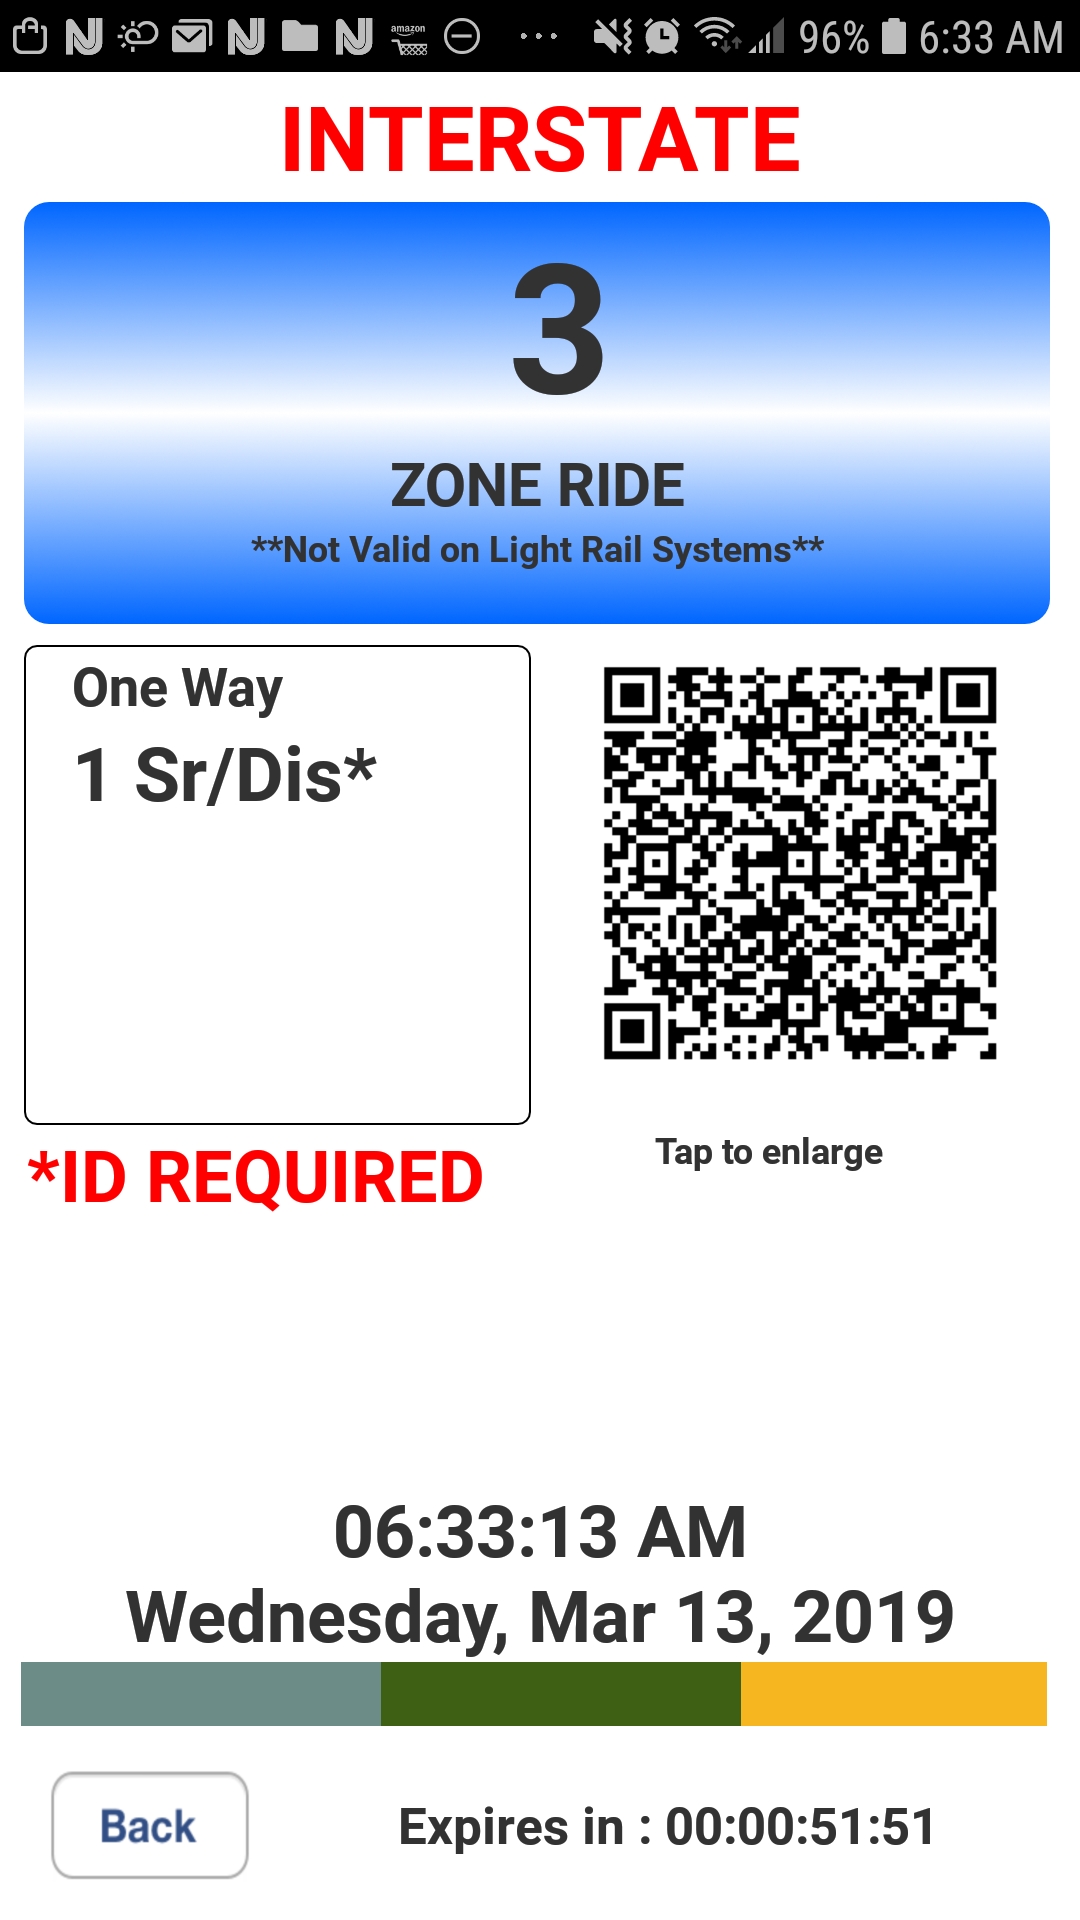 amazon
96% 6:33 AM
INTERSTATE
3
ZONE RIDE
**Not Valid on Light Rail Systems**
One Way
1 Sr/Dis*
*ID REQUIRED
Tap to enlarge
06:33:13 AM
Wednesday, Mar 13, 2019
Back
Expires in : 00:00:51:51